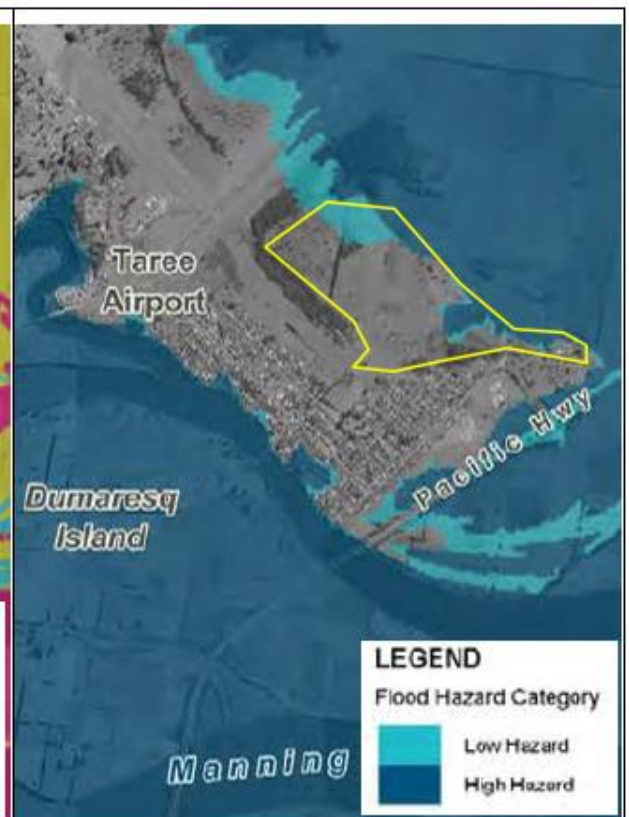 Taree
Airport
Pacific Hwy
Dumaresq
Island
Manning
LEGEND
Flood Hazard Category
Low Hazard
High Hazard